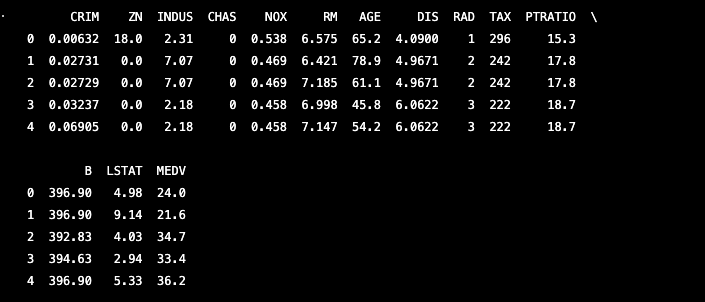 CRIM ZN INDUS CHAS NOX RM AGE DIS RAD TAX PTRATIO \
0 0.00632 18.0 2.31 0 0.538 6.575 65.2 4.0900 1 296 15.3
1 0.02731 0.0 7.07 0 0.469 6.421 78.9 4.9671 2 242 17.8
2 0.02729 0.0 7.07 0 0.469 7.185 61.1 4.9671 2 242 17.8
3 0.03237 0.0 2.18 0 0.458 6.998 45.8 6.0622 3 222 18.7
4 0.06905 0.0 2.18 0 0.458 7.147 54.2 6.0622 3 222 18.7
B LSTAT MEDV
0 396.90 4.98 24.0
1 396.90 9.14 21.6
2 392.83 4.03 34.7
3 394.63 2.94 33.4
4 396.90 5.33 36.2